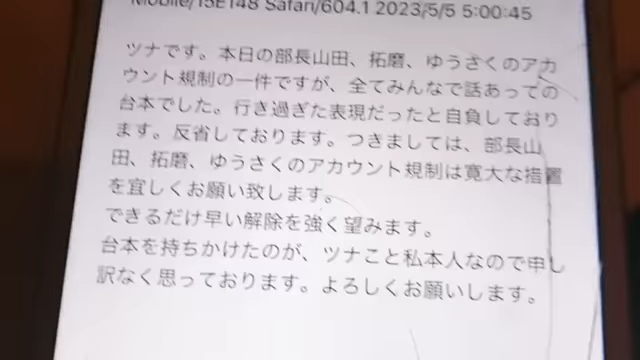 Mobile/15E148 Safari/604.1 2023/5/5 5:00:45
ツナです。本日の部長山田、拓磨、ゆうさくのアカ
ウント規制の一件ですが、全てみんなで話あっての
台本でした。行き過ぎた表現だったと自負しており
ます。反省しております。つきましては、部長山
田、拓磨、ゆうさくのアカウント規制は寛大な措置
を宜しくお願い致します。
できるだけ早い解除を強く望みます。
台本を持ちかけたのが、ツナこと私本人なので申し
訳なく思っております。よろしくお願いします。